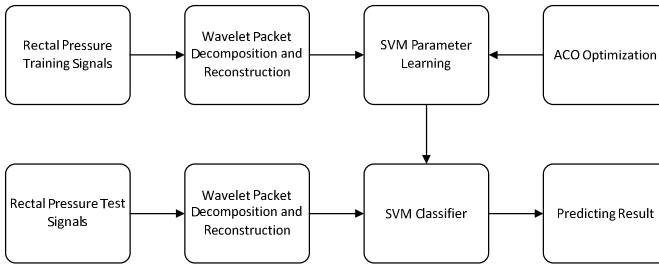 Rectal Pressure
Training Signals
Wavelet Packet
Decomposition and
Reconstruction
SVM Parameter
Learning
ACO Optimization
Rectal Pressure Test
Signals
Wavelet Packet
Decomposition and
Reconstruction
SVM Classifier
Predicting Result